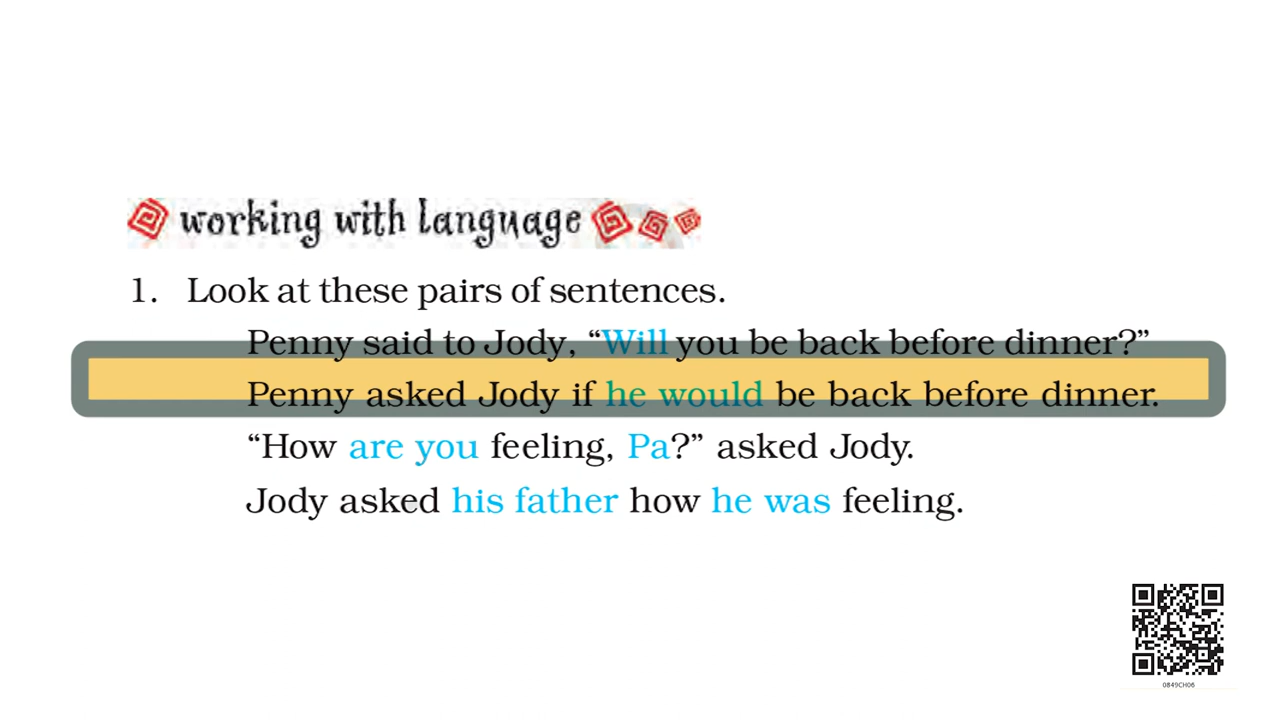 working with language
1. Look at these pairs of sentences.
Penny said to Jody, “Will you be back before dinner?”
Penny asked Jody if he would be back before dinner.
“How are you feeling, Pa?” asked Jody.
Jody asked his father how he was feeling.
0849CH06